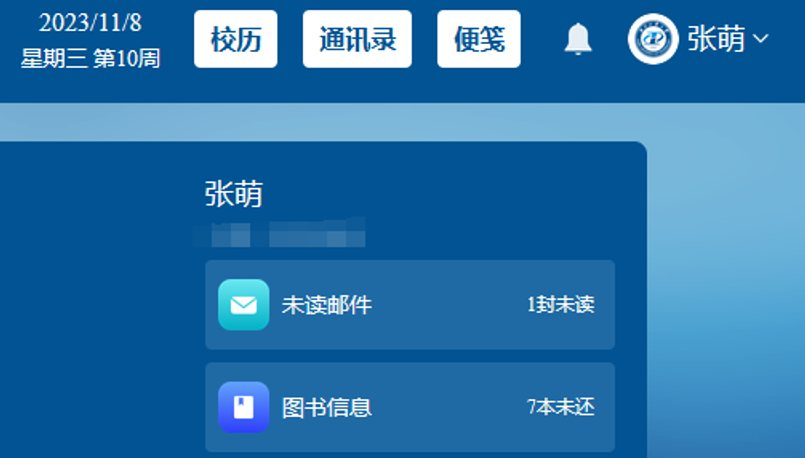 2023/11/8
星期三 第10周
校历
通讯录
便笺
张萌
张萌
未读邮件
1封未读
图书信息
7本未还